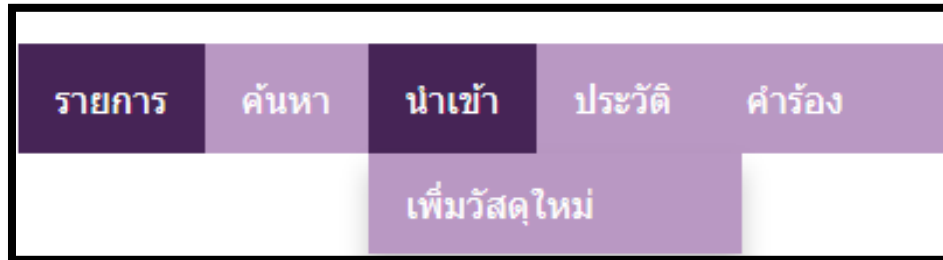 รายการ ค้นหา นำเข้า ประวัติ คำร้อง
เพิ่มวัสดุใหม่